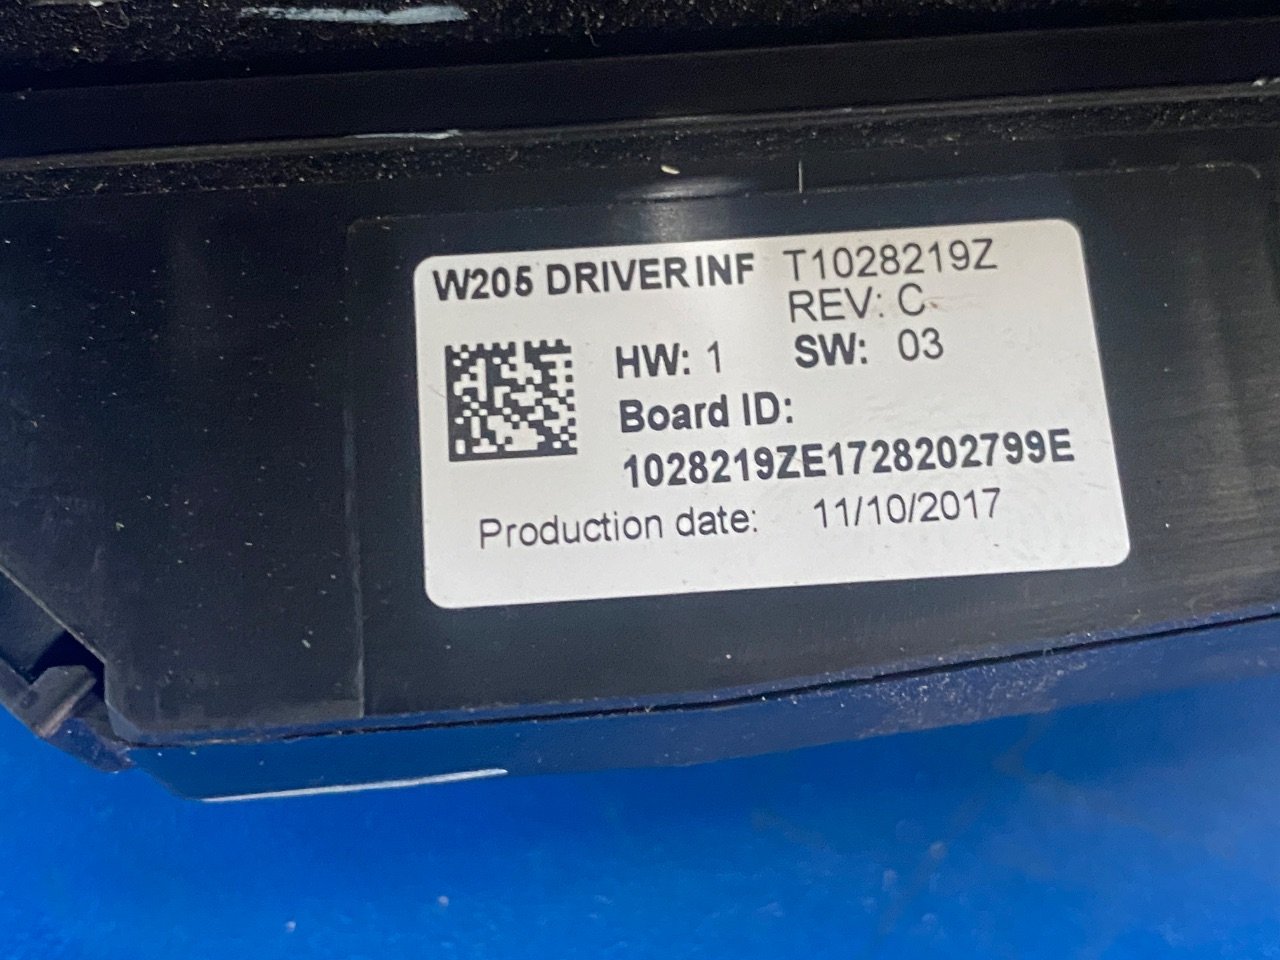 W205 DRIVER INF T1028219Z
REV: C
HW: 1 SW: 03
Board ID:
1028219ZE1728202799E
Production date: 11/10/2017